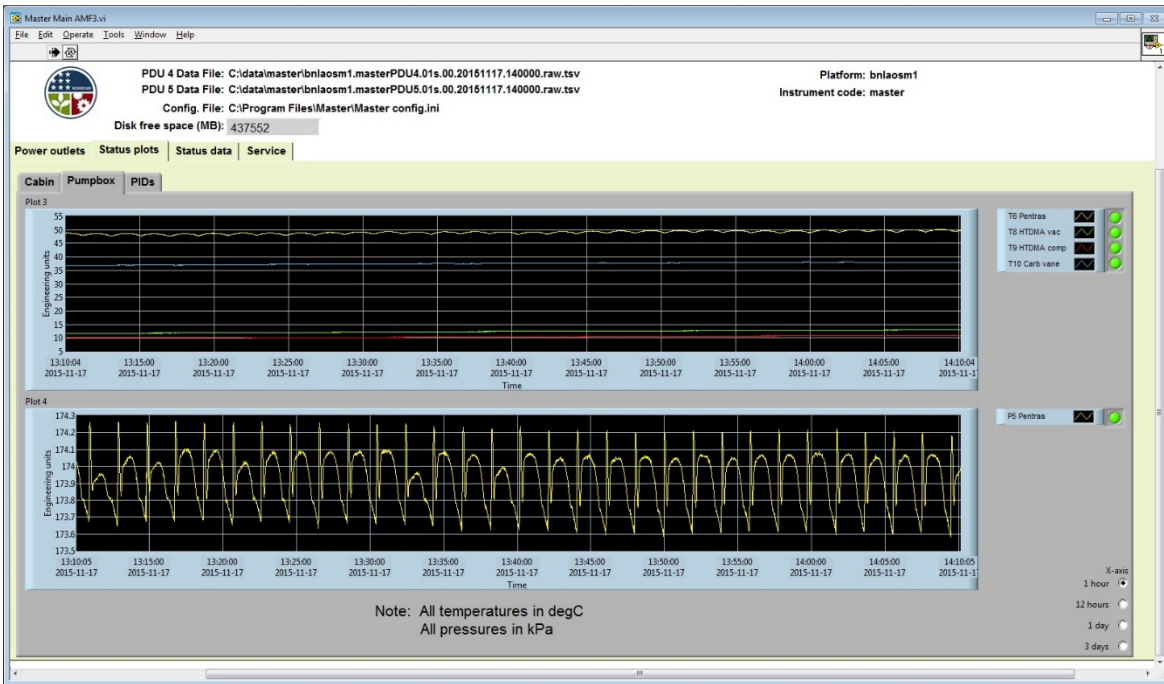 Master Main AMF3.vi
File Edit Operate Tools Window Help
PDU 4 Data File: C:\data\master\bnlaosm1.masterPDU4.01s.00.20151117.140000.raw.tsv
Platform: bnlaosm1
PDU 5 Data File: C:\data\master\bnlaosm1.masterPDU5.01s.00.20151117.140000.raw.tsv
Instrument code: master
Config. File: C:\Program Files\Master\Master config.ini
Disk free space (MB): 437552
Power outlets Status plots Status data Service
Cabin Pumpbox PIDs
Plot 3
Engineering units
55
50
45
40
35
30
25
20
15
10
5
13:10:04 13:15:00 13:20:00 13:25:00 13:30:00 13:35:00 13:40:00 13:45:00 13:50:00 13:55:00 14:00:00 14:05:00 14:10:04
2015-11-17 2015-11-17 2015-11-17 2015-11-17 2015-11-17 2015-11-17 2015-11-17 2015-11-17 2015-11-17 2015-11-17 2015-11-17 2015-11-17 2015-11-1
Time
T6 Pentras
T8 HTDMA vac
T9 HTDMA comp
T10 Carb vane
Plot 4
Engineering units
174.3
174.2
174.1
174
173.9
173.8
173.7
173.6
173.5
13:10:05 13:15:00 13:20:00 13:25:00 13:30:00 13:35:00 13:40:00 13:45:00 13:50:00 13:55:00 14:00:00 14:05:00 14:10:05
2015-11-17 2015-11-17 2015-11-17 2015-11-17 2015-11-17 2015-11-17 2015-11-17 2015-11-17 2015-11-17 2015-11-17 2015-11-17 2015-11-17 2015-11-1
Time
P5 Pentras
X-axis
1 hour
12 hours
1 day
3 days
Note: All temperatures in degC
All pressures in kPa